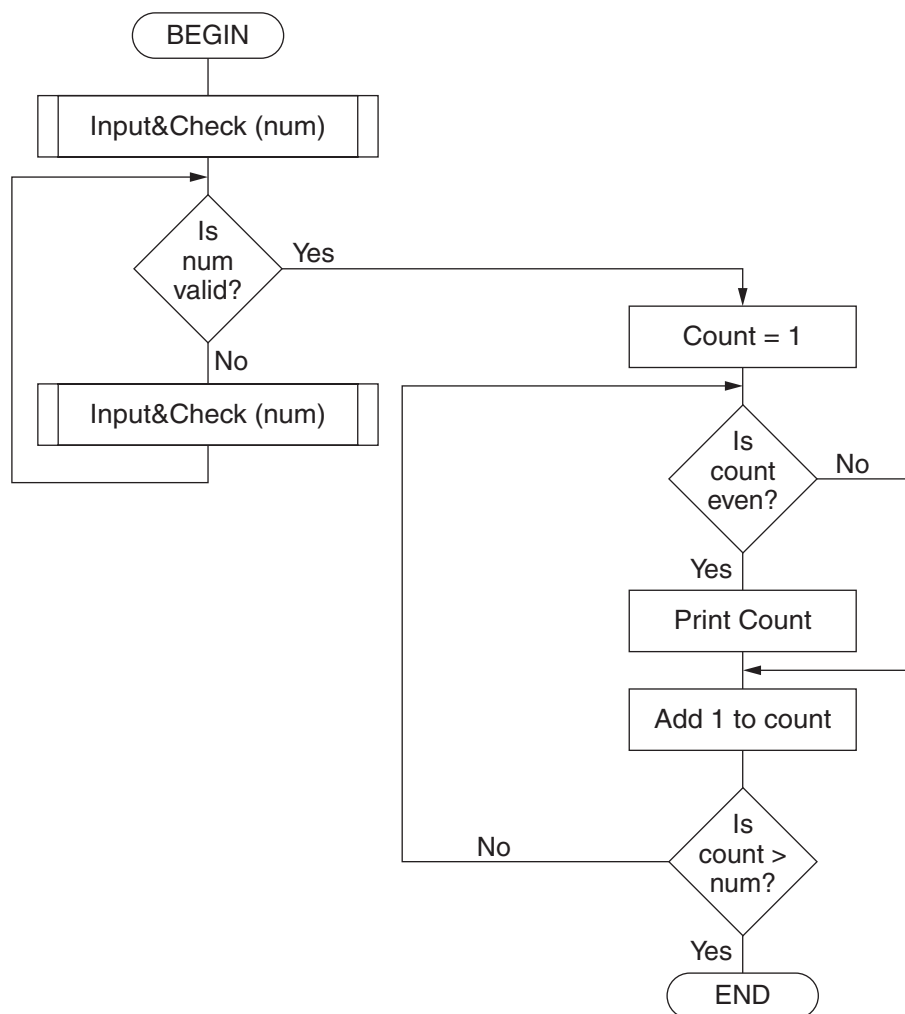 BEGIN
Input&Check (num)
Is
num
valid?
Yes
No
Input&Check (num)
Count = 1
Is
count
even?
No
Yes
Print Count
Add 1 to count
Is
count >
num?
No
Yes
END